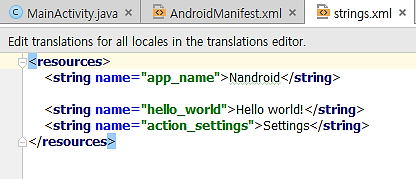 MainActivity.java AndroidManifest.xml strings.xml
Edit translations for all locales in the translations editor.
<resources>
<string name="app_name">Nandroid</string>
<string name="hello_world">Hello world!</string>
<string name="action_settings">Settings</string>
</resources>